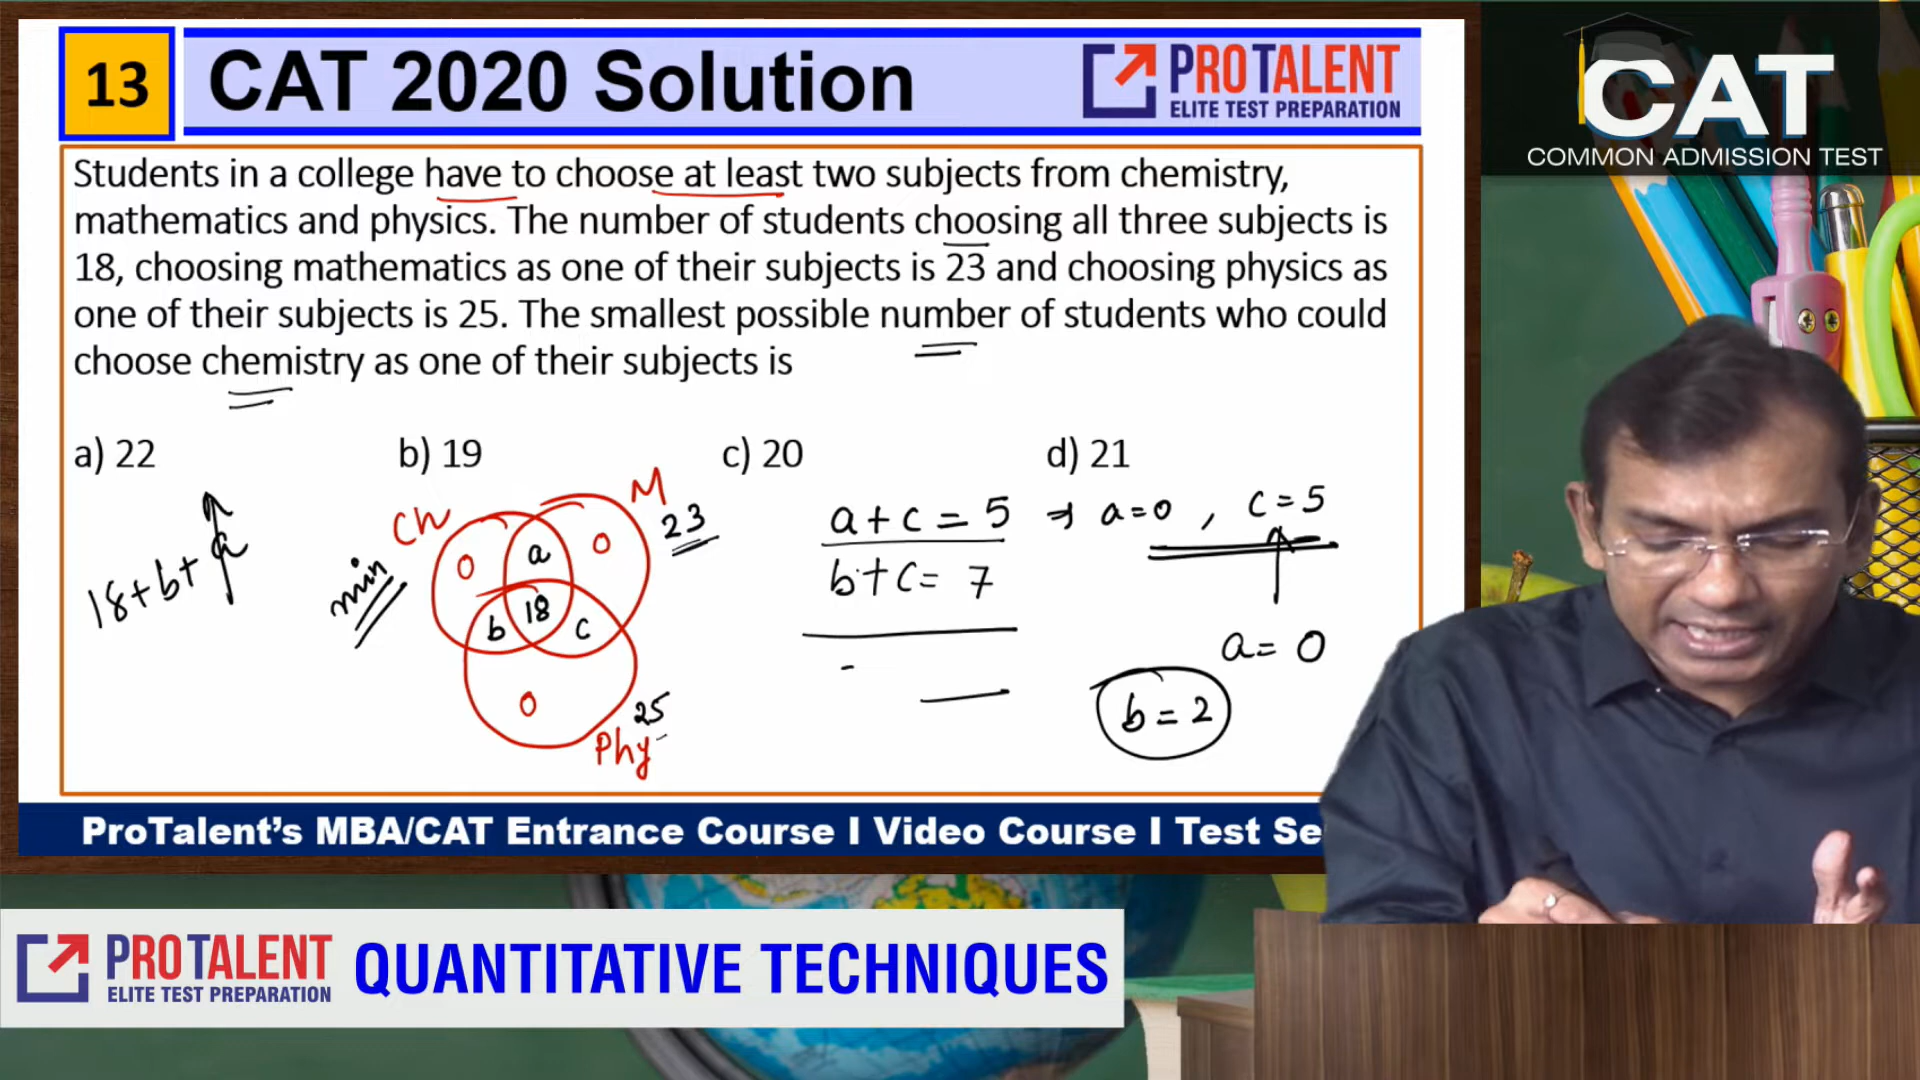 13
CAT 2020 Solution
PROTALENT
ELITE TEST PREPARATION
CAT
COMMON ADMISSION TEST
Students in a college have to choose at least two subjects from chemistry,
mathematics and physics. The number of students choosing all three subjects is
18, choosing mathematics as one of their subjects is 23 and choosing physics as
one of their subjects is 25. The smallest possible number of students who could
choose chemistry as one of their subjects is
a) 22 b) 19 c) 20 d) 21
18+b+a
min
Ch
M
23
0
a
0
b
18
c
0
25
Phy
a+c=5 ⇒ a=0, c=5
b+c=7
a=0
b=2
ProTalent's MBA/CAT Entrance Course I Video Course I Test Se
PROTALENT
ELITE TEST PREPARATION
QUANTITATIVE TECHNIQUES